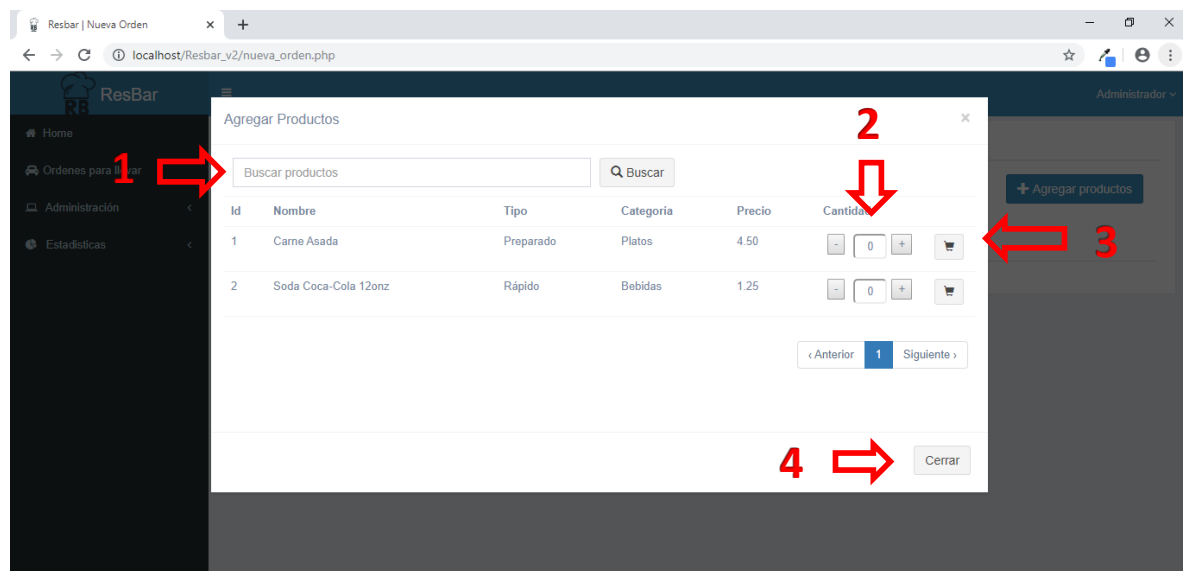 Resbar | Nueva Orden
localhost/Resbar_v2/nueva_orden.php
RB ResBar
Administrador
Agregar Productos
2
Home
1
Ordenes para llevar
Buscar productos
Buscar
Agregar productos
Administración
Id Nombre Tipo Categoria Precio Cantidad
Estadisticas
1 Carne Asada Preparado Platos 4.50 - 0 +
3
2 Soda Coca-Cola 12onz Rápido Bebidas 1.25 - 0 +
‹ Anterior 1 Siguiente ›
4
Cerrar